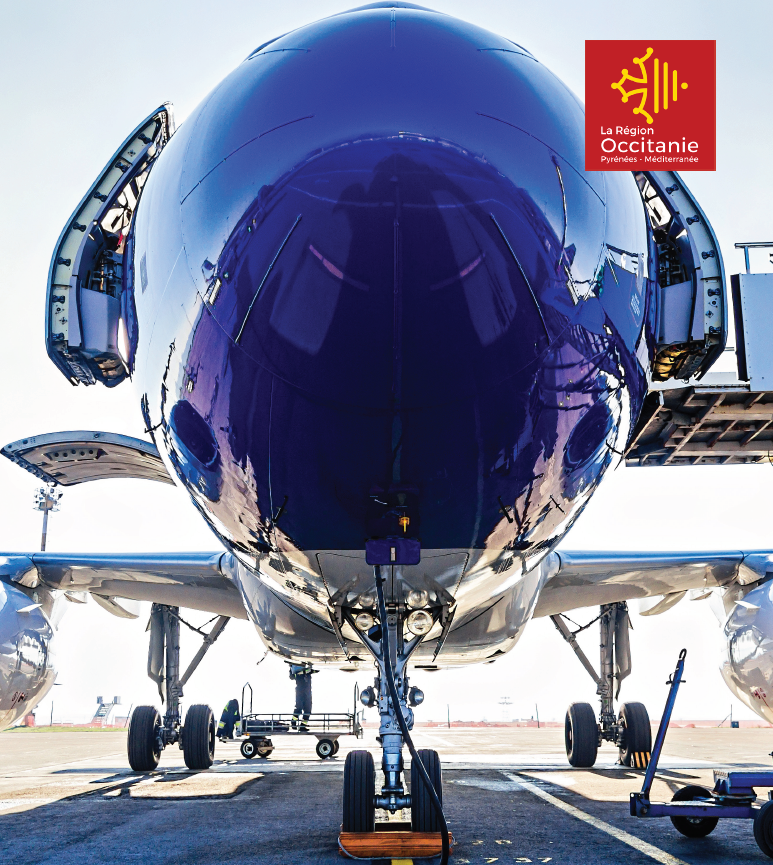 La Région
Occitanie
Pyrénées - Méditerranée